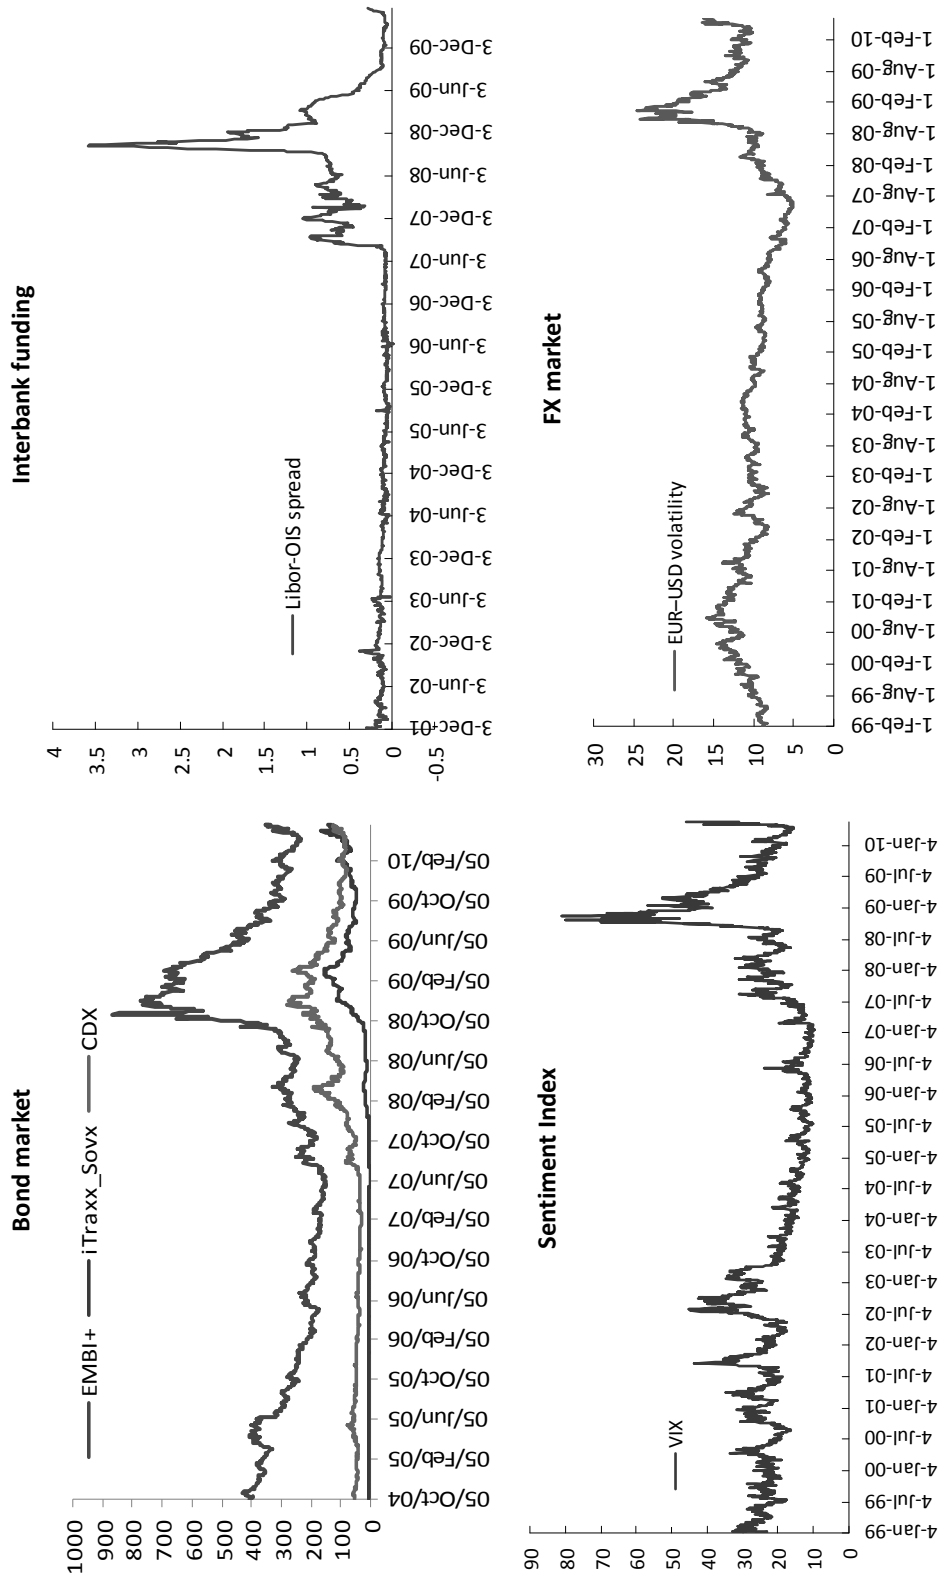 Bond market
EMBI+ iTraxx_Sovx CDX
1000
900
800
700
600
500
400
300
200
100
0
05/Oct/04
05/Feb/05
05/Jun/05
05/Oct/05
05/Feb/06
05/Jun/06
05/Oct/06
05/Feb/07
05/Jun/07
05/Oct/07
05/Feb/08
05/Jun/08
05/Oct/08
05/Feb/09
05/Jun/09
05/Oct/09
05/Feb/10
Interbank funding
Libor-OIS spread
4
3.5
3
2.5
2
1.5
1
0.5
0
-0.5
3-Dec-01
3-Jun-02
3-Dec-02
3-Jun-03
3-Dec-03
3-Jun-04
3-Dec-04
3-Jun-05
3-Dec-05
3-Jun-06
3-Dec-06
3-Jun-07
3-Dec-07
3-Jun-08
3-Dec-08
3-Jun-09
3-Dec-09
Sentiment Index
VIX
90
80
70
60
50
40
30
20
10
0
4-Jan-99
4-Jul-99
4-Jan-00
4-Jul-00
4-Jan-01
4-Jul-01
4-Jan-02
4-Jul-02
4-Jan-03
4-Jul-03
4-Jan-04
4-Jul-04
4-Jan-05
4-Jul-05
4-Jan-06
4-Jul-06
4-Jan-07
4-Jul-07
4-Jan-08
4-Jul-08
4-Jan-09
4-Jul-09
4-Jan-10
FX market
EUR–USD volatility
30
25
20
15
10
5
0
1-Feb-99
1-Aug-99
1-Feb-00
1-Aug-00
1-Feb-01
1-Aug-01
1-Feb-02
1-Aug-02
1-Feb-03
1-Aug-03
1-Feb-04
1-Aug-04
1-Feb-05
1-Aug-05
1-Feb-06
1-Aug-06
1-Feb-07
1-Aug-07
1-Feb-08
1-Aug-08
1-Feb-09
1-Aug-09
1-Feb-10